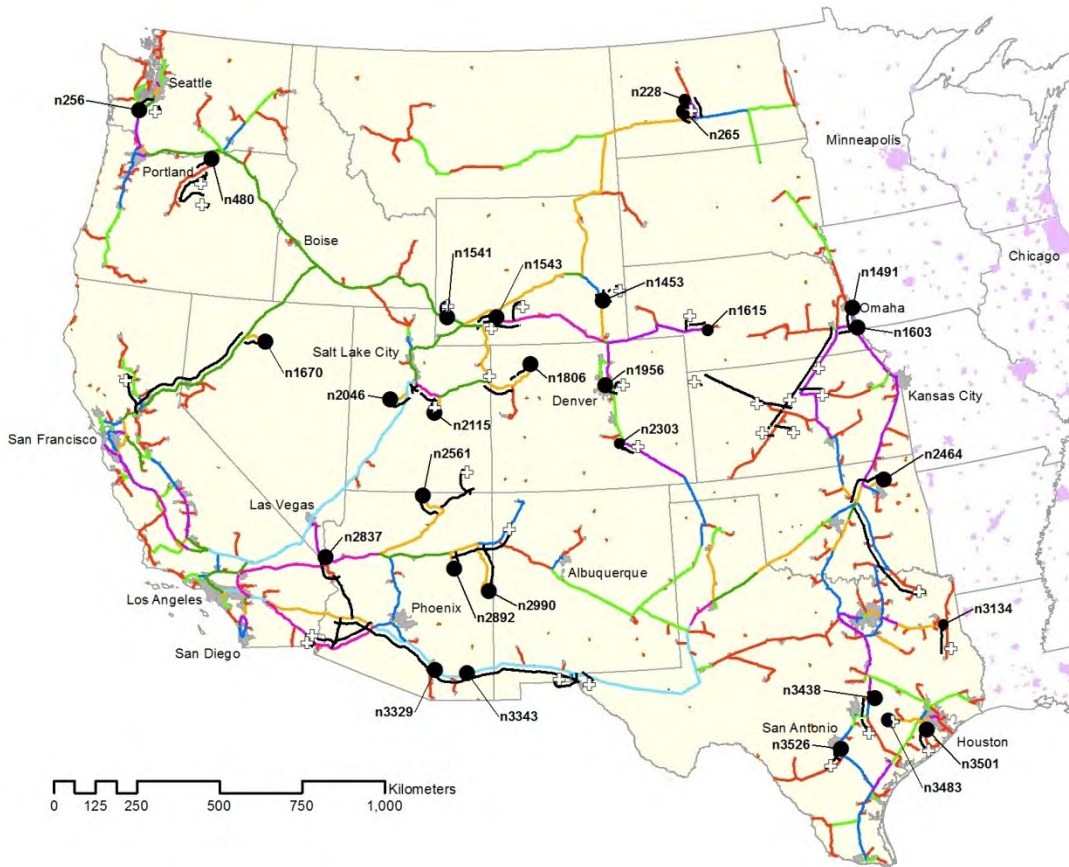 Seattle
n256
n228
n265
Minneapolis
Portland
n480
Boise
Chicago
n1541
n1543
n1453
n1491
Omaha
n1615
n1603
Salt Lake City
n1670
n1806
n1956
n2046
Denver
Kansas City
n2115
San Francisco
n2303
n2561
n2464
Las Vegas
n2837
Albuquerque
Los Angeles
Phoenix
n2990
n2892
n3134
San Diego
n3438
n3329
n3343
San Antonio
n3526
Houston
n3501
n3483
Kilometers
0 125 250 500 750 1,000